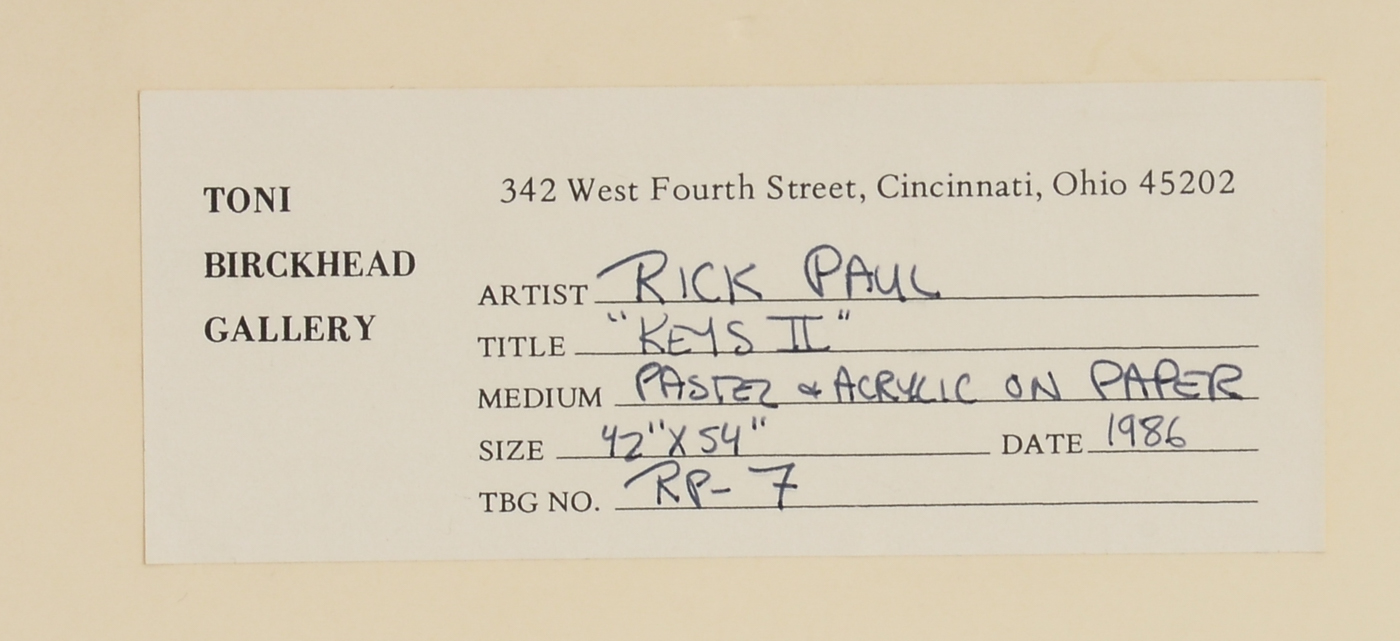 TONI
BIRCKHEAD
GALLERY
342 West Fourth Street, Cincinnati, Ohio 45202
ARTIST RICK PAUL
TITLE "KEYS II"
MEDIUM PASTEL & ACRYLIC ON PAPER
SIZE 42" X 54" DATE 1986
TBG NO. RP-7